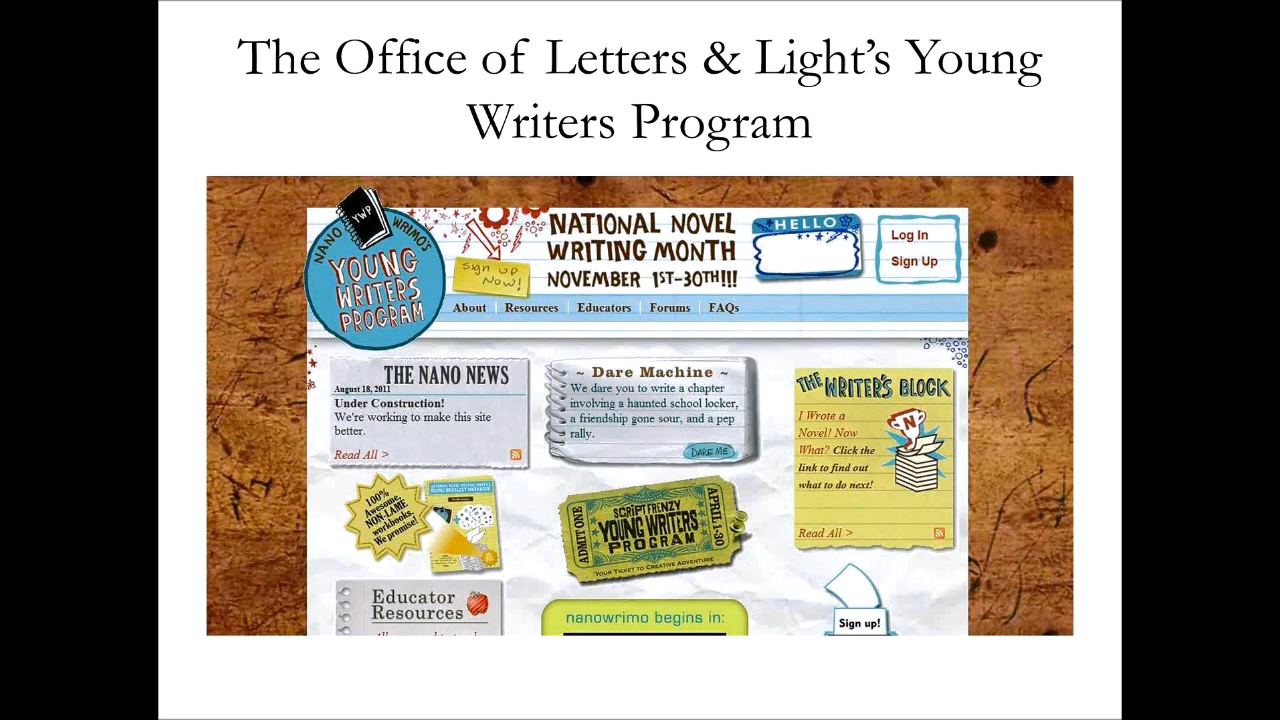 The Office of Letters & Light's Young
Writers Program
YWP
NANO WRIMO'S
YOUNG
WRITERS
PROGRAM
sign up
Now!
NATIONAL NOVEL
WRITING MONTH
NOVEMBER 1ST-30TH!!!
HELLO
Log In
Sign Up
About
Resources
Educators
Forums
FAQs
THE NANO NEWS
August 18, 2011
Under Construction!
We're working to make this site
better.
Read All >
~ Dare Machine ~
We dare you to write a chapter
involving a haunted school locker,
a friendship gone sour, and a pep
rally.
DARE ME
THE WRITER'S BLOCK
I Wrote a
Novel! Now
What? Click the
link to find out
what to do next!
N
Read All >
100%
Awesome,
NON-LAME
workbooks.
We promise!
ADMIT ONE
SCRIPT FRENZY
YOUNG WRITERS
PROGRAM
YOUR TICKET TO CREATIVE ADVENTURE
APRIL 1-30
Educator
Resources
nanowrimo begins in:
Sign up!